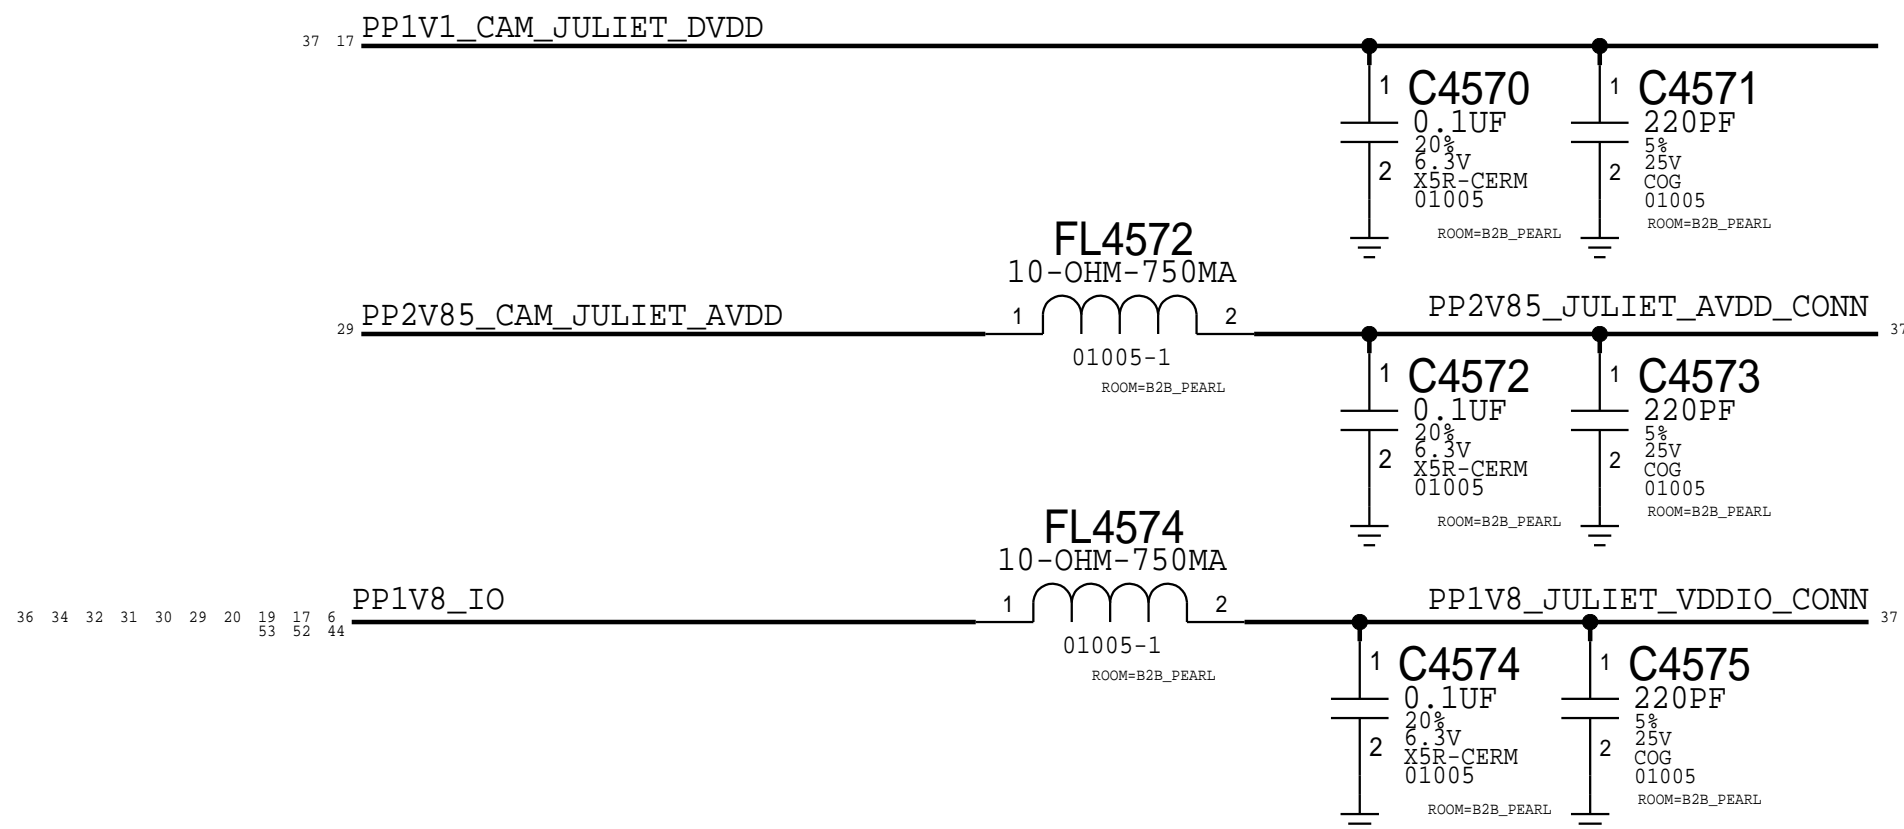 PP1V1_CAM_JULIET_DVDD
37 17
1 C4570 1 C4571
0.1UF 220PF
20% 5%
6.3V 25V
2 X5R-CERM 2 COG
01005 01005
ROOM=B2B_PEARL ROOM=B2B_PEARL
FL4572
10-OHM-750MA
PP2V85_CAM_JULIET_AVDD 1 2 PP2V85_JULIET_AVDD_CONN
29 37
01005-1
ROOM=B2B_PEARL
1 C4572 1 C4573
0.1UF 220PF
20% 5%
6.3V 25V
2 X5R-CERM 2 COG
01005 01005
ROOM=B2B_PEARL ROOM=B2B_PEARL
FL4574
10-OHM-750MA
PP1V8_IO 1 2 PP1V8_JULIET_VDDIO_CONN
36 34 32 31 30 29 20 19 17 6 37
53 52 44
01005-1
ROOM=B2B_PEARL
1 C4574 1 C4575
0.1UF 220PF
20% 5%
6.3V 25V
2 X5R-CERM 2 COG
01005 01005
ROOM=B2B_PEARL ROOM=B2B_PEARL